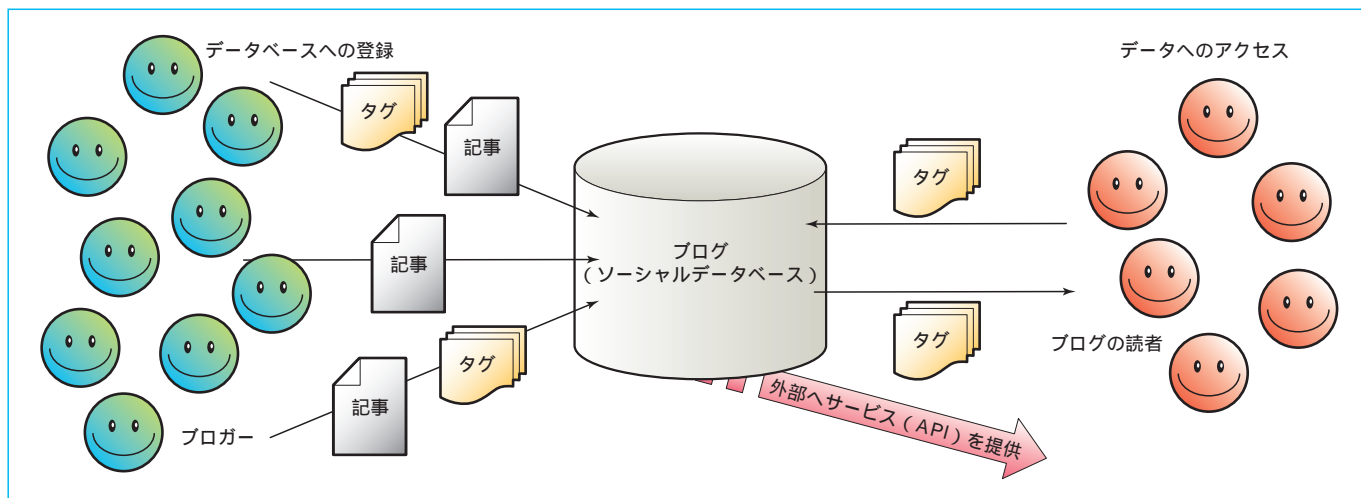 データベースへの登録
タグ
記事
記事
タグ
記事
ブロガー
ブログ
(ソーシャルデータベース)
データへのアクセス
タグ
タグ
ブログの読者
外部へサービス(API)を提供